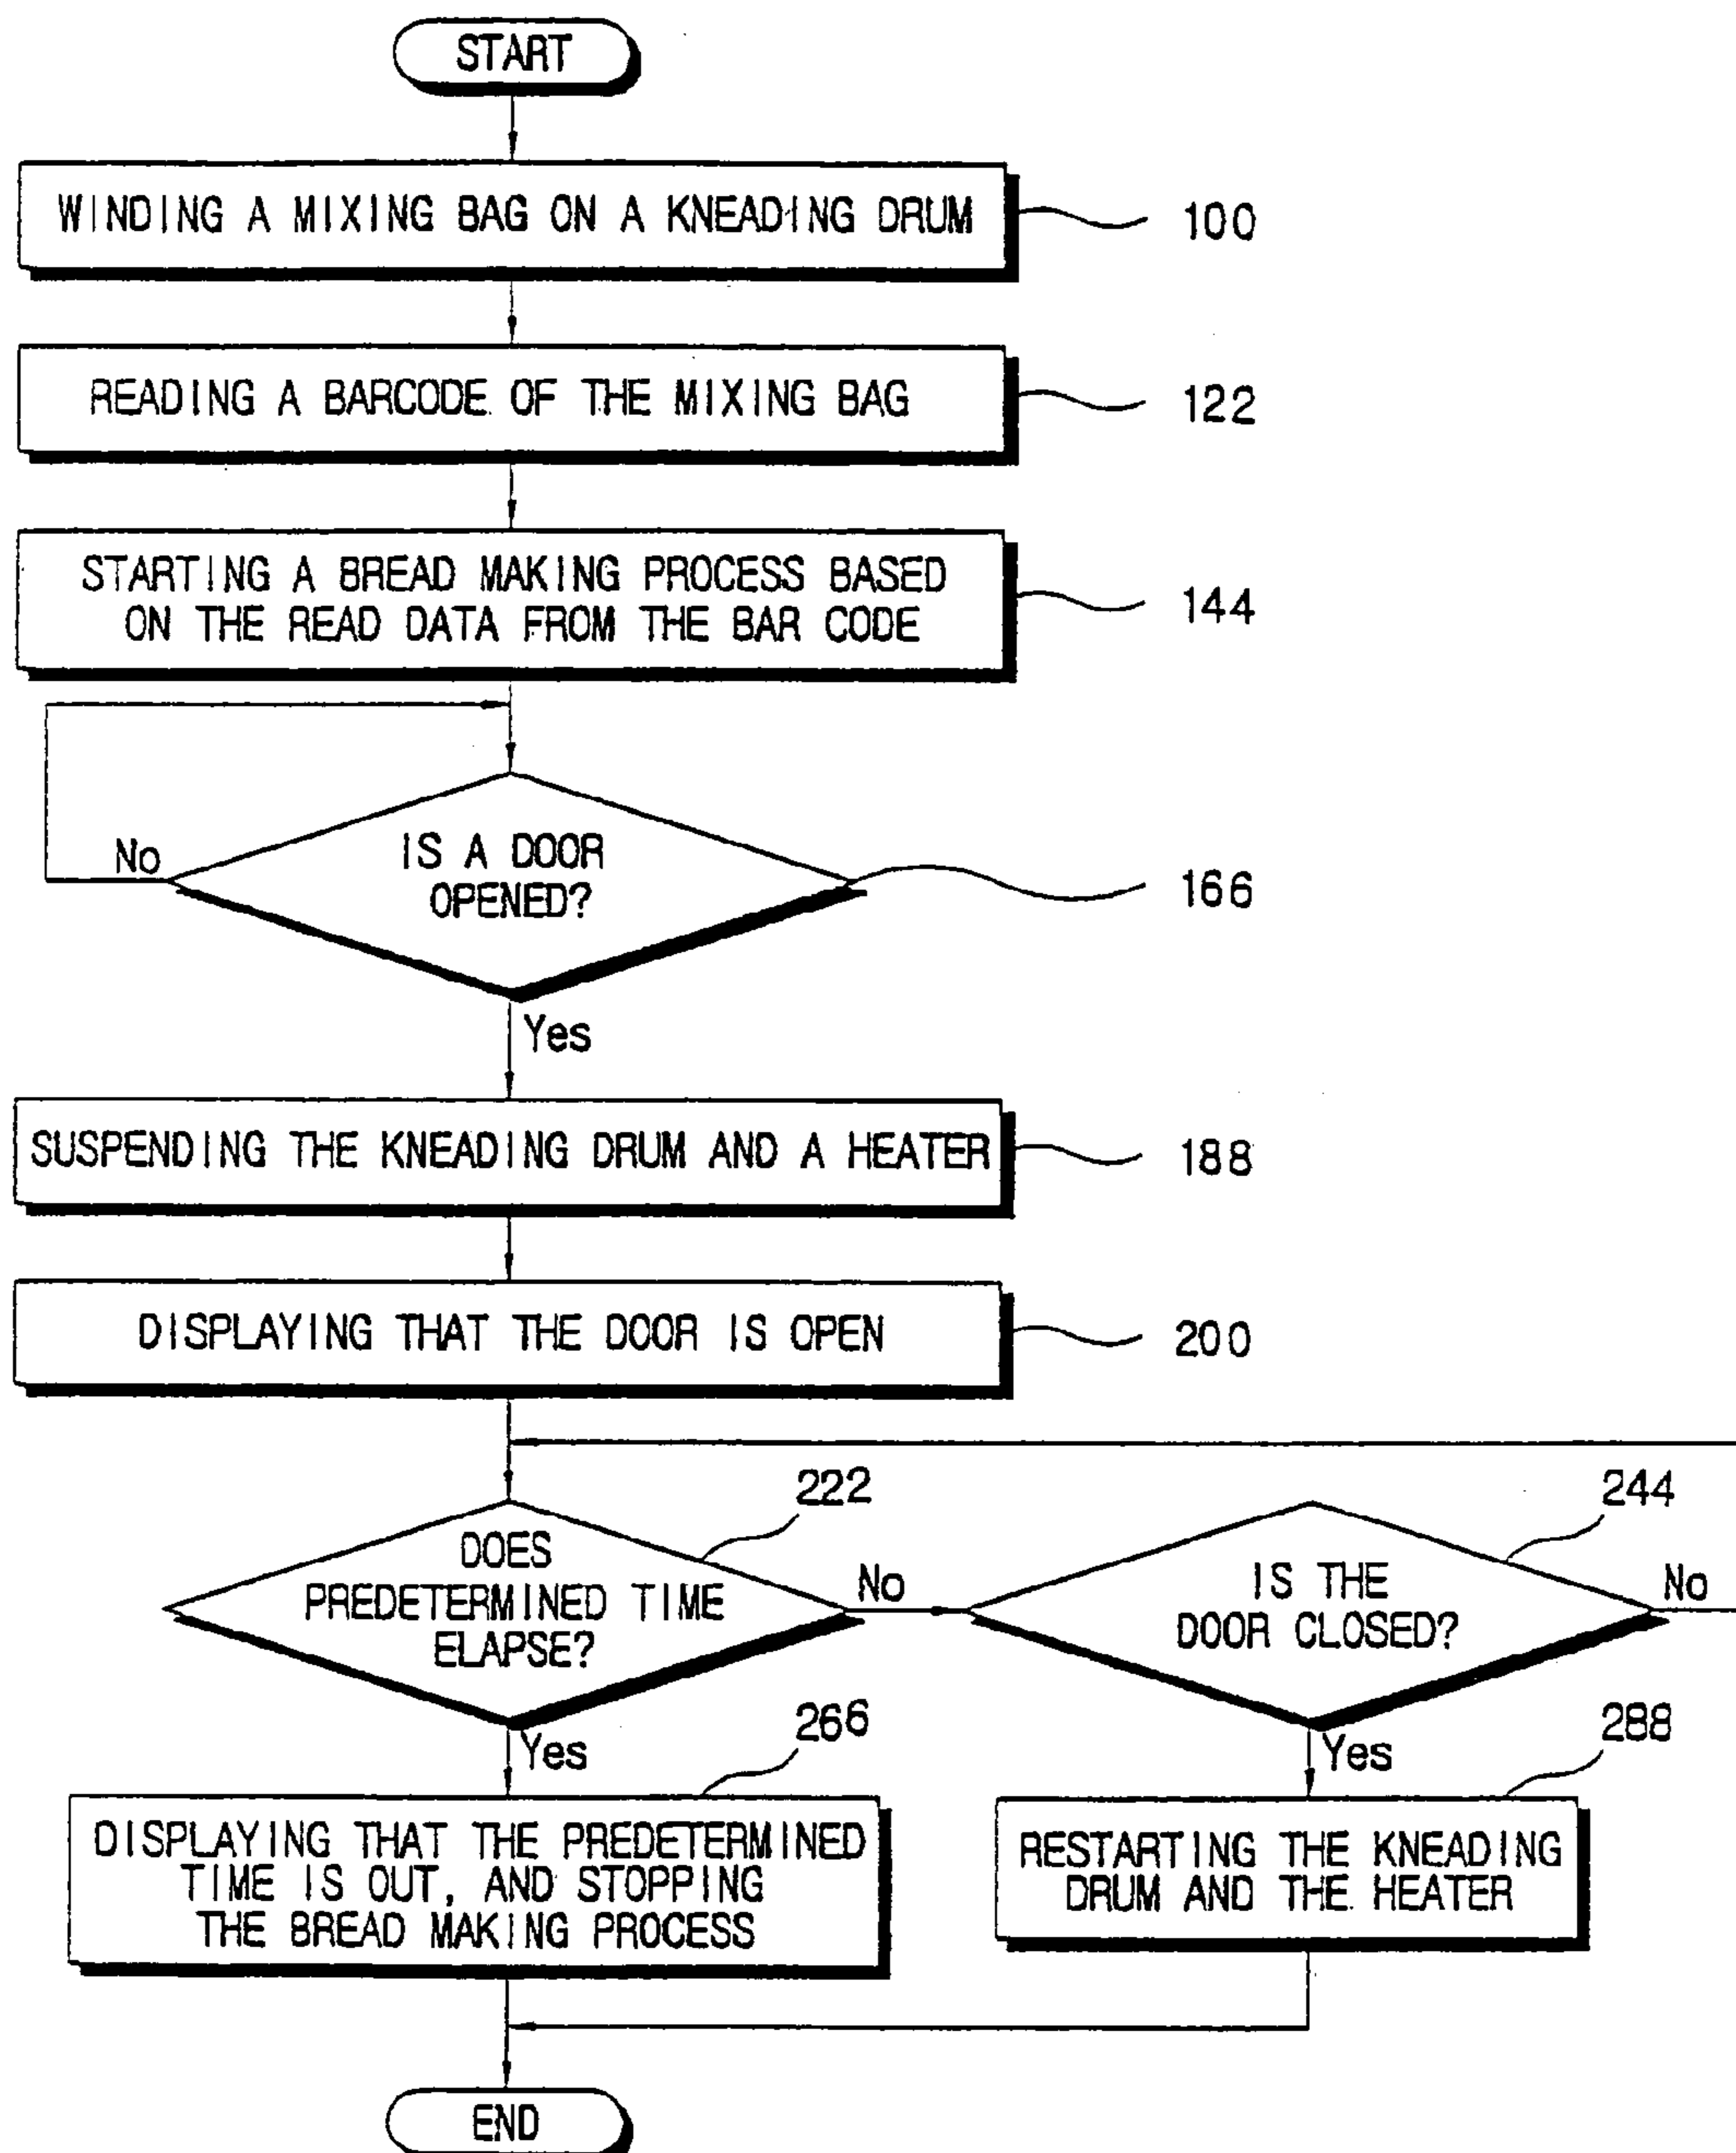 START
WINDING A MIXING BAG ON A KNEADING DRUM
100
READING A BARCODE OF THE MIXING BAG
122
STARTING A BREAD MAKING PROCESS BASED
ON THE READ DATA FROM THE BAR CODE
144
IS A DOOR
OPENED?
No
166
Yes
SUSPENDING THE KNEADING DRUM AND A HEATER
188
DISPLAYING THAT THE DOOR IS OPEN
200
222
DOES
PREDETERMINED TIME
ELAPSE?
No
244
IS THE
DOOR CLOSED?
No
Yes
266
Yes
288
DISPLAYING THAT THE PREDETERMINED
TIME IS OUT, AND STOPPING
THE BREAD MAKING PROCESS
RESTARTING THE KNEADING
DRUM AND THE HEATER
END